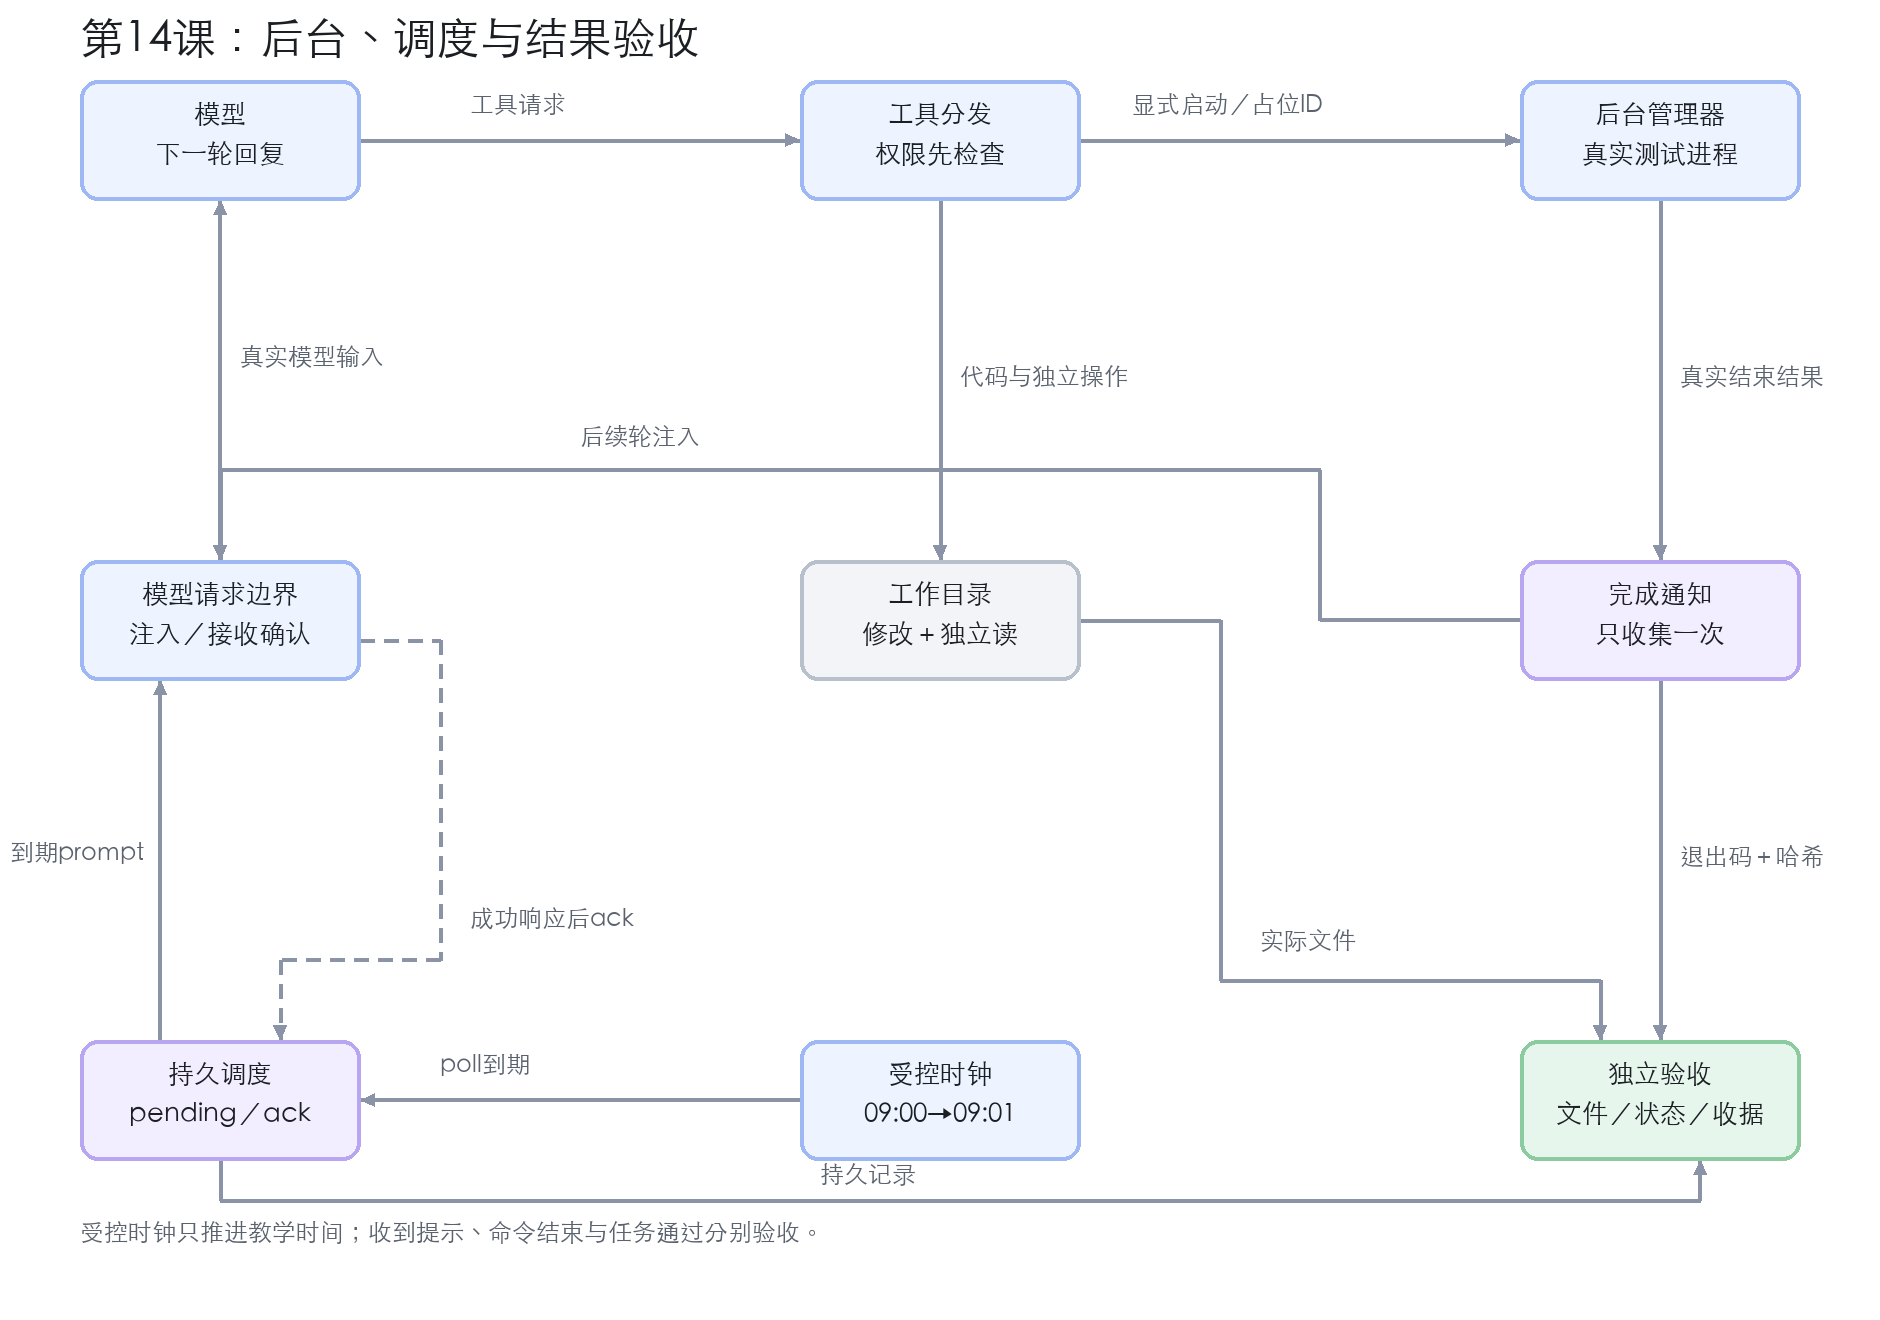 第14课：后台、调度与结果验收
模型
下一轮回复
工具请求
工具分发
权限先检查
显式启动／占位ID
后台管理器
真实测试进程
真实模型输入
代码与独立操作
真实结束结果
后续轮注入
模型请求边界
注入／接收确认
工作目录
修改＋独立读
完成通知
只收集一次
到期prompt
成功响应后ack
实际文件
退出码＋哈希
持久调度
pending／ack
poll到期
受控时钟
09:00→09:01
独立验收
文件／状态／收据
持久记录
受控时钟只推进教学时间；收到提示、命令结束与任务通过分别验收。